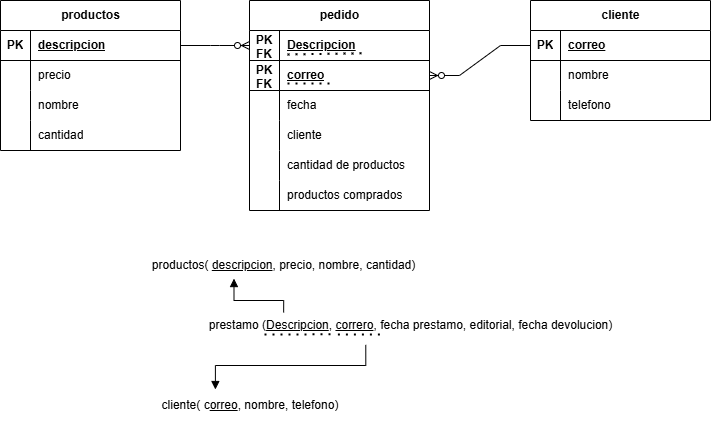 productos
PK descripcion
precio
nombre
cantidad
pedido
PK FK Descripcion
PK FK correo
fecha
cliente
cantidad de productos
productos comprados
cliente
PK correo
nombre
telefono
productos( descripcion, precio, nombre, cantidad)
prestamo (Descripcion, correro, fecha prestamo, editorial, fecha devolucion)
cliente( correo, nombre, telefono)